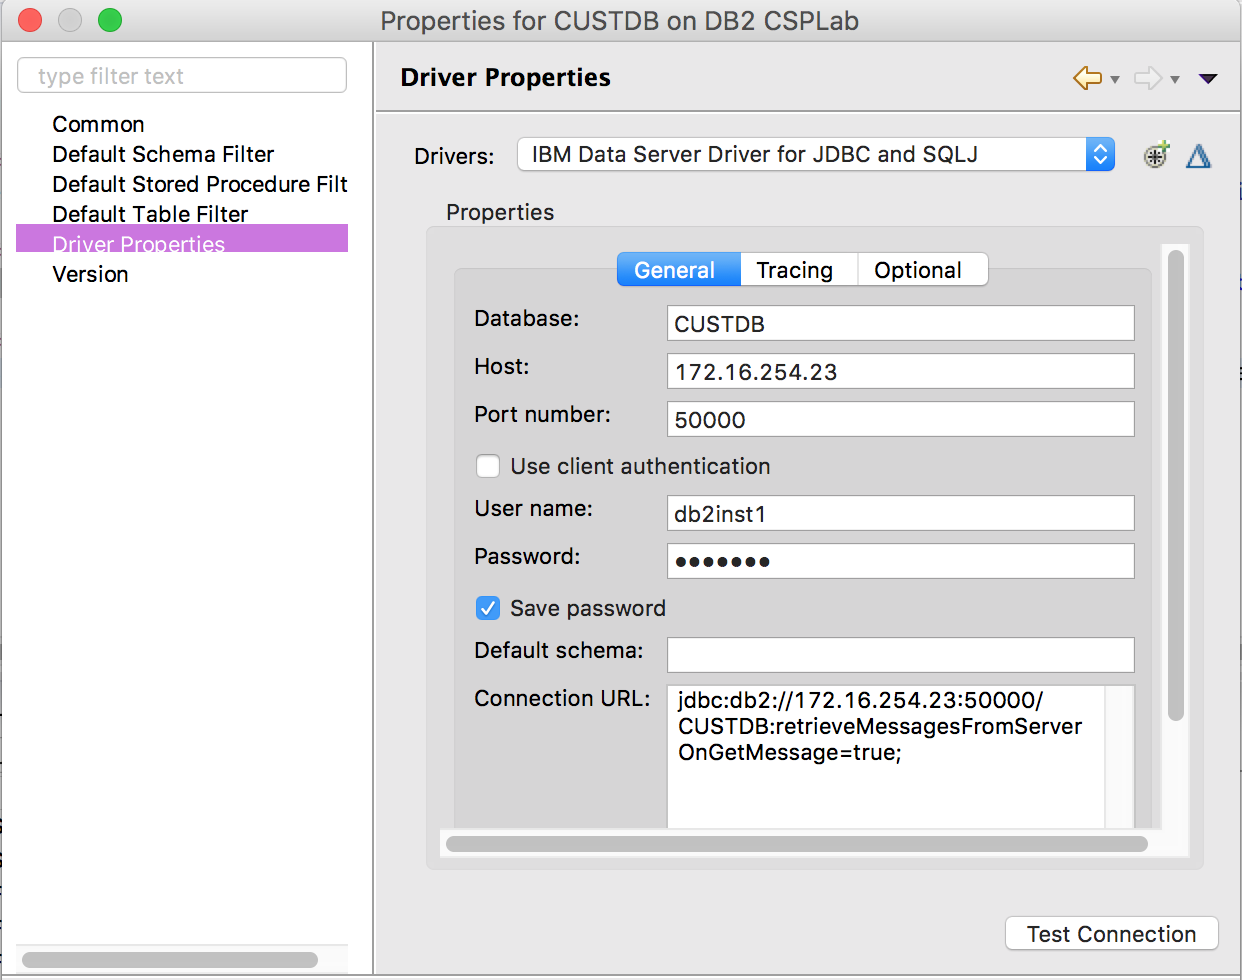 Properties for CUSTDB on DB2 CSPLab
type filter text
Common
Default Schema Filter
Default Stored Procedure Filt
Default Table Filter
Driver Properties
Version
Driver Properties
Drivers: IBM Data Server Driver for JDBC and SQLJ
Properties
General Tracing Optional
Database: CUSTDB
Host: 172.16.254.23
Port number: 50000
Use client authentication
User name: db2inst1
Password: •••••••
Save password
Default schema:
Connection URL: jdbc:db2://172.16.254.23:50000/
CUSTDB:retrieveMessagesFromServer
OnGetMessage=true;
Test Connection